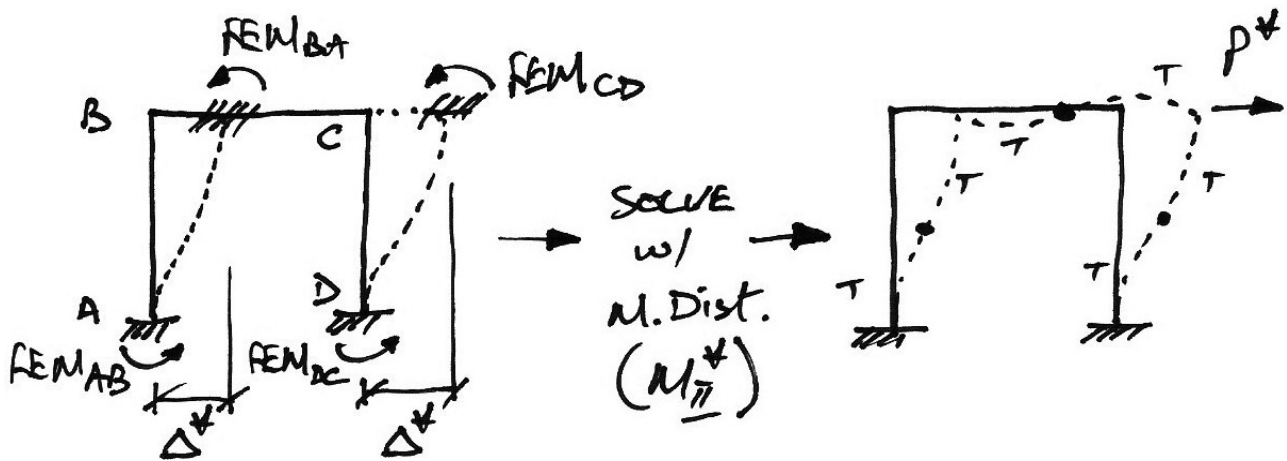 FEM_BA
FEM_CD
B
C
A
D
FEM_AB
FEM_DC
Δ*
Δ*
SOLVE
w/
M. Dist.
(M_II*)
P*
T
T
T
T
T
T